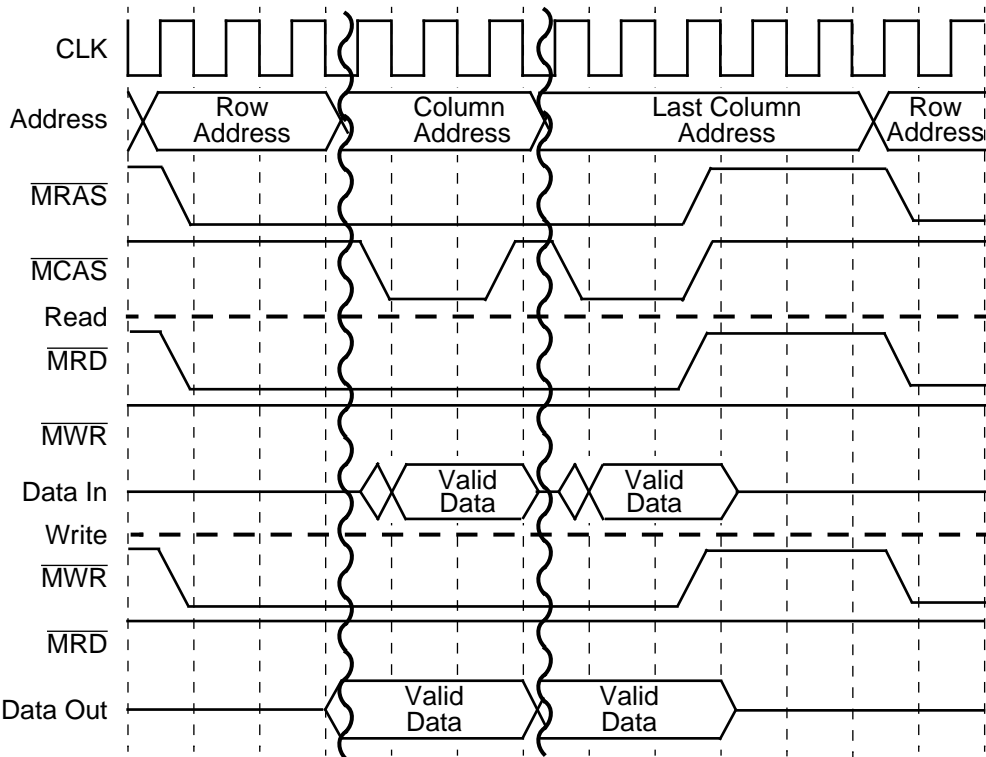 CLK
Address
Row
Address
Column
Address
Last Column
Address
Row
Address
MRAS
MCAS
Read
MRD
MWR
Data In
Valid
Data
Valid
Data
Write
MWR
MRD
Data Out
Valid
Data
Valid
Data